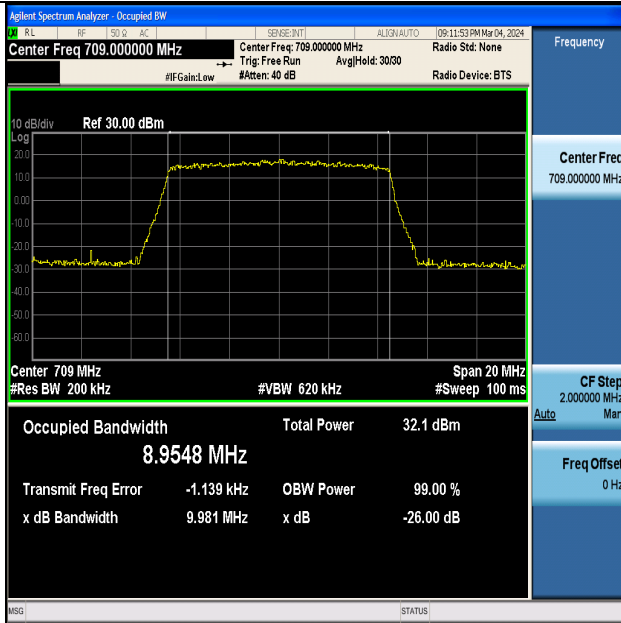 Agilent Spectrum Analyzer - Occupied BW
RL RF 50 Ω AC SENSE:INT ALIGN AUTO 09:11:53 PM Mar 04, 2024
Center Freq 709.000000 MHz
Center Freq: 709.000000 MHz
Radio Std: None
Trig: Free Run Avg|Hold: 30/30
#IFGain:Low #Atten: 40 dB Radio Device: BTS
Frequency
10 dB/div Ref 30.00 dBm
Log
20.0
10.0
0.00
-10.0
-20.0
-30.0
-40.0
-50.0
-60.0
Center 709 MHz Span 20 MHz
#Res BW 200 kHz #VBW 620 kHz #Sweep 100 ms
Occupied Bandwidth Total Power 32.1 dBm
8.9548 MHz
Transmit Freq Error -1.139 kHz OBW Power 99.00 %
x dB Bandwidth 9.981 MHz x dB -26.00 dB
Center Freq
709.000000 MHz
CF Step
2.000000 MHz
Auto Man
Freq Offset
0 Hz
MSG STATUS